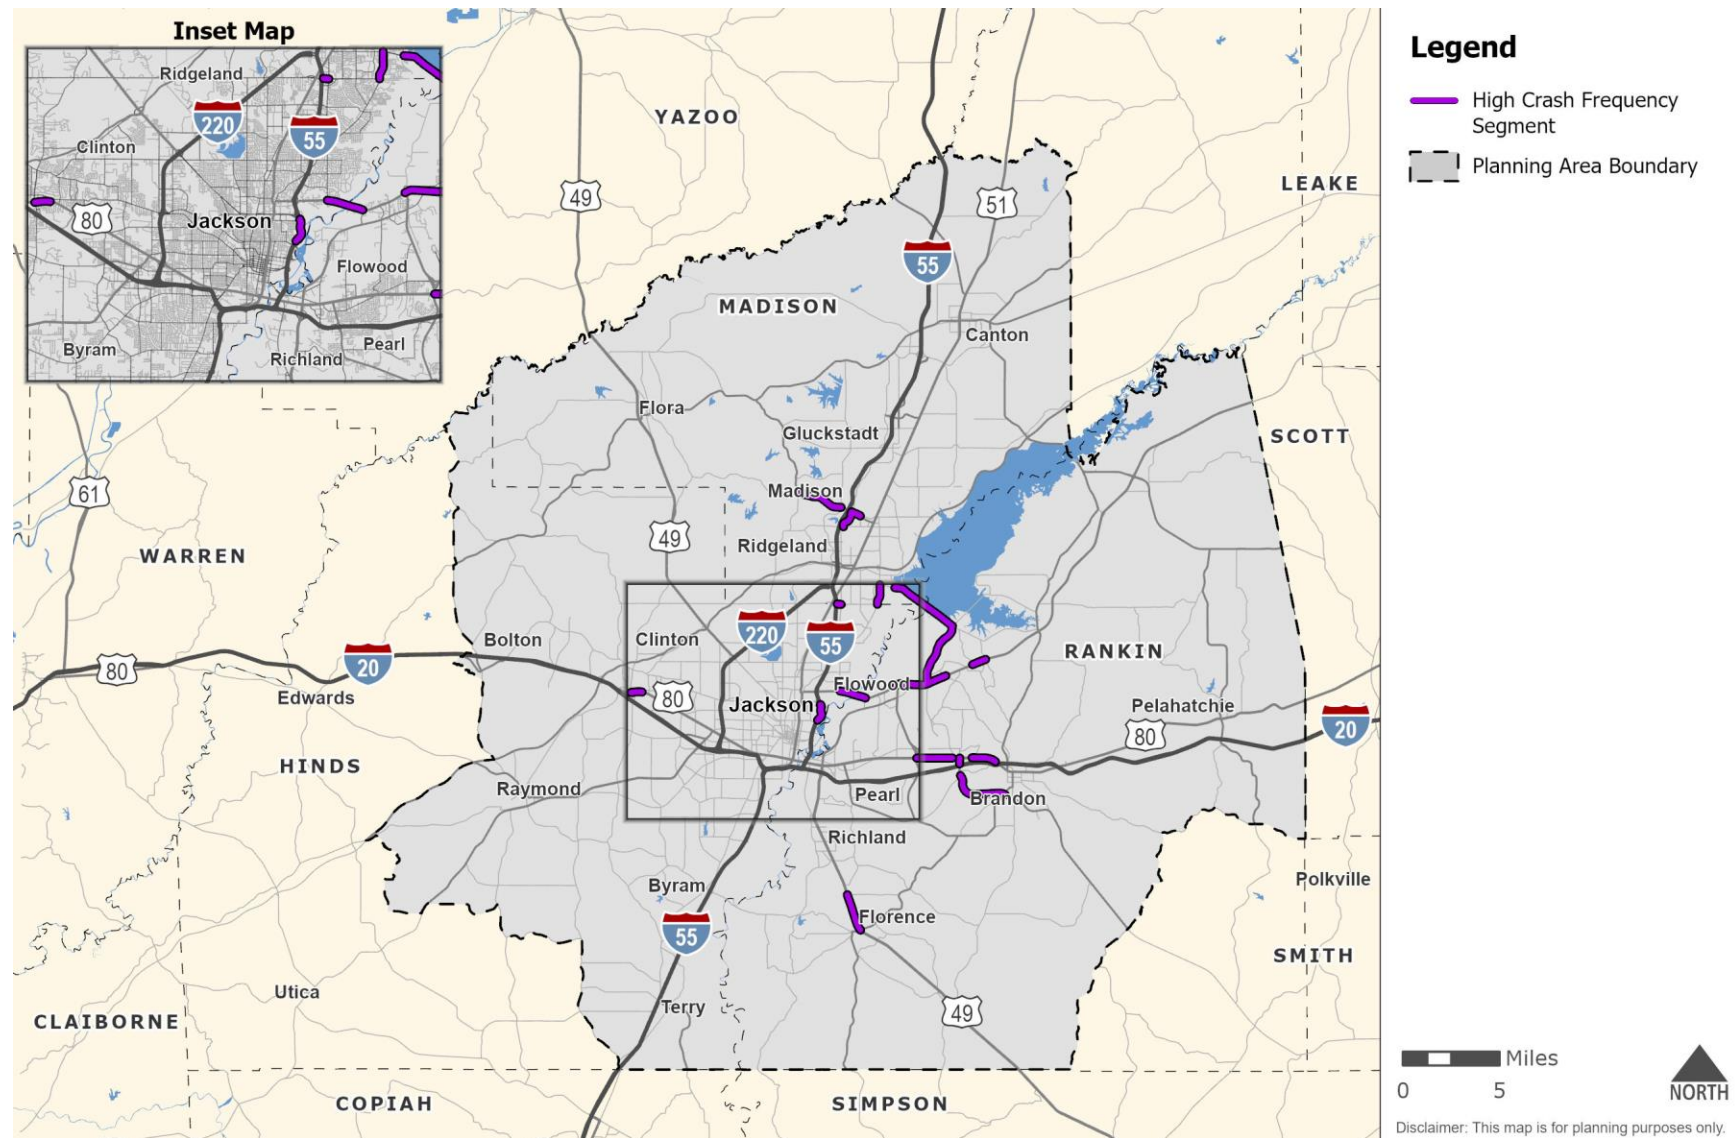 Inset Map
Ridgeland
220
55
Clinton
80
Jackson
Flowood
Byram
Richland
Pearl
YAZOO
49
51
LEAKE
55
MADISON
Canton
Flora
Gluckstadt
SCOTT
61
Madison
49
Ridgeland
WARREN
Bolton
Clinton
220
55
RANKIN
80
20
Edwards
80
Flowood
Jackson
Pelahatchie
80
20
HINDS
Raymond
Pearl
Brandon
Richland
Byram
Polkville
55
Florence
SMITH
Utica
Terry
49
CLAIBORNE
COPIAH
SIMPSON
Legend
High Crash Frequency
Segment
Planning Area Boundary
Miles
0 5
NORTH
Disclaimer: This map is for planning purposes only.